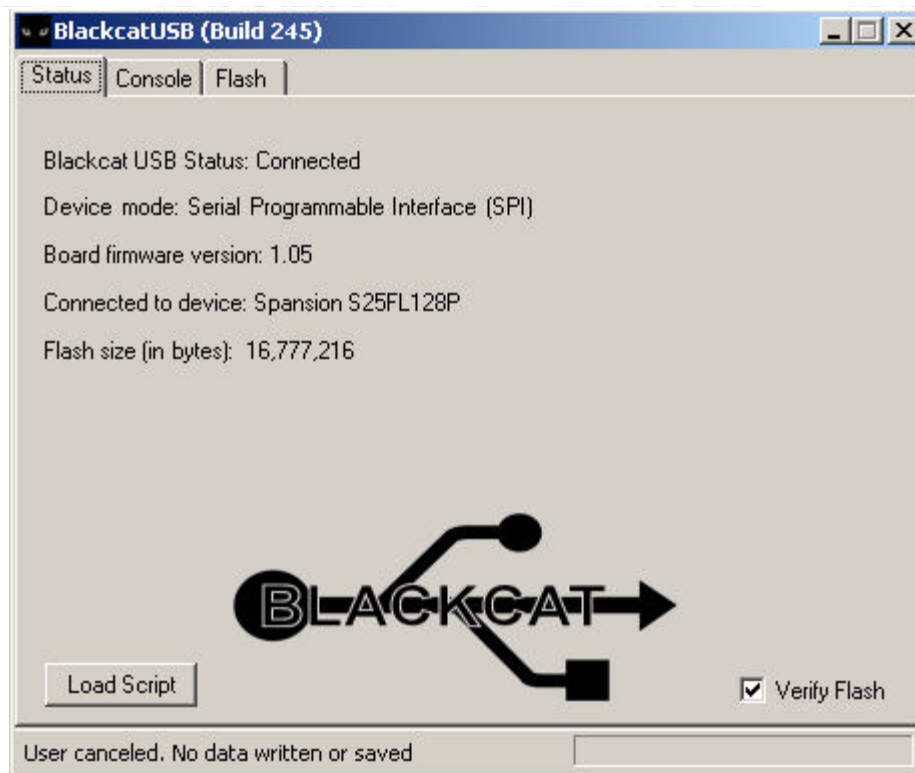 BlackcatUSB (Build 245)
Status Console Flash
Blackcat USB Status: Connected
Device mode: Serial Programmable Interface (SPI)
Board firmware version: 1.05
Connected to device: Spansion S25FL128P
Flash size (in bytes): 16,777,216
BLACKCAT
Load Script
Verify Flash
User canceled. No data written or saved